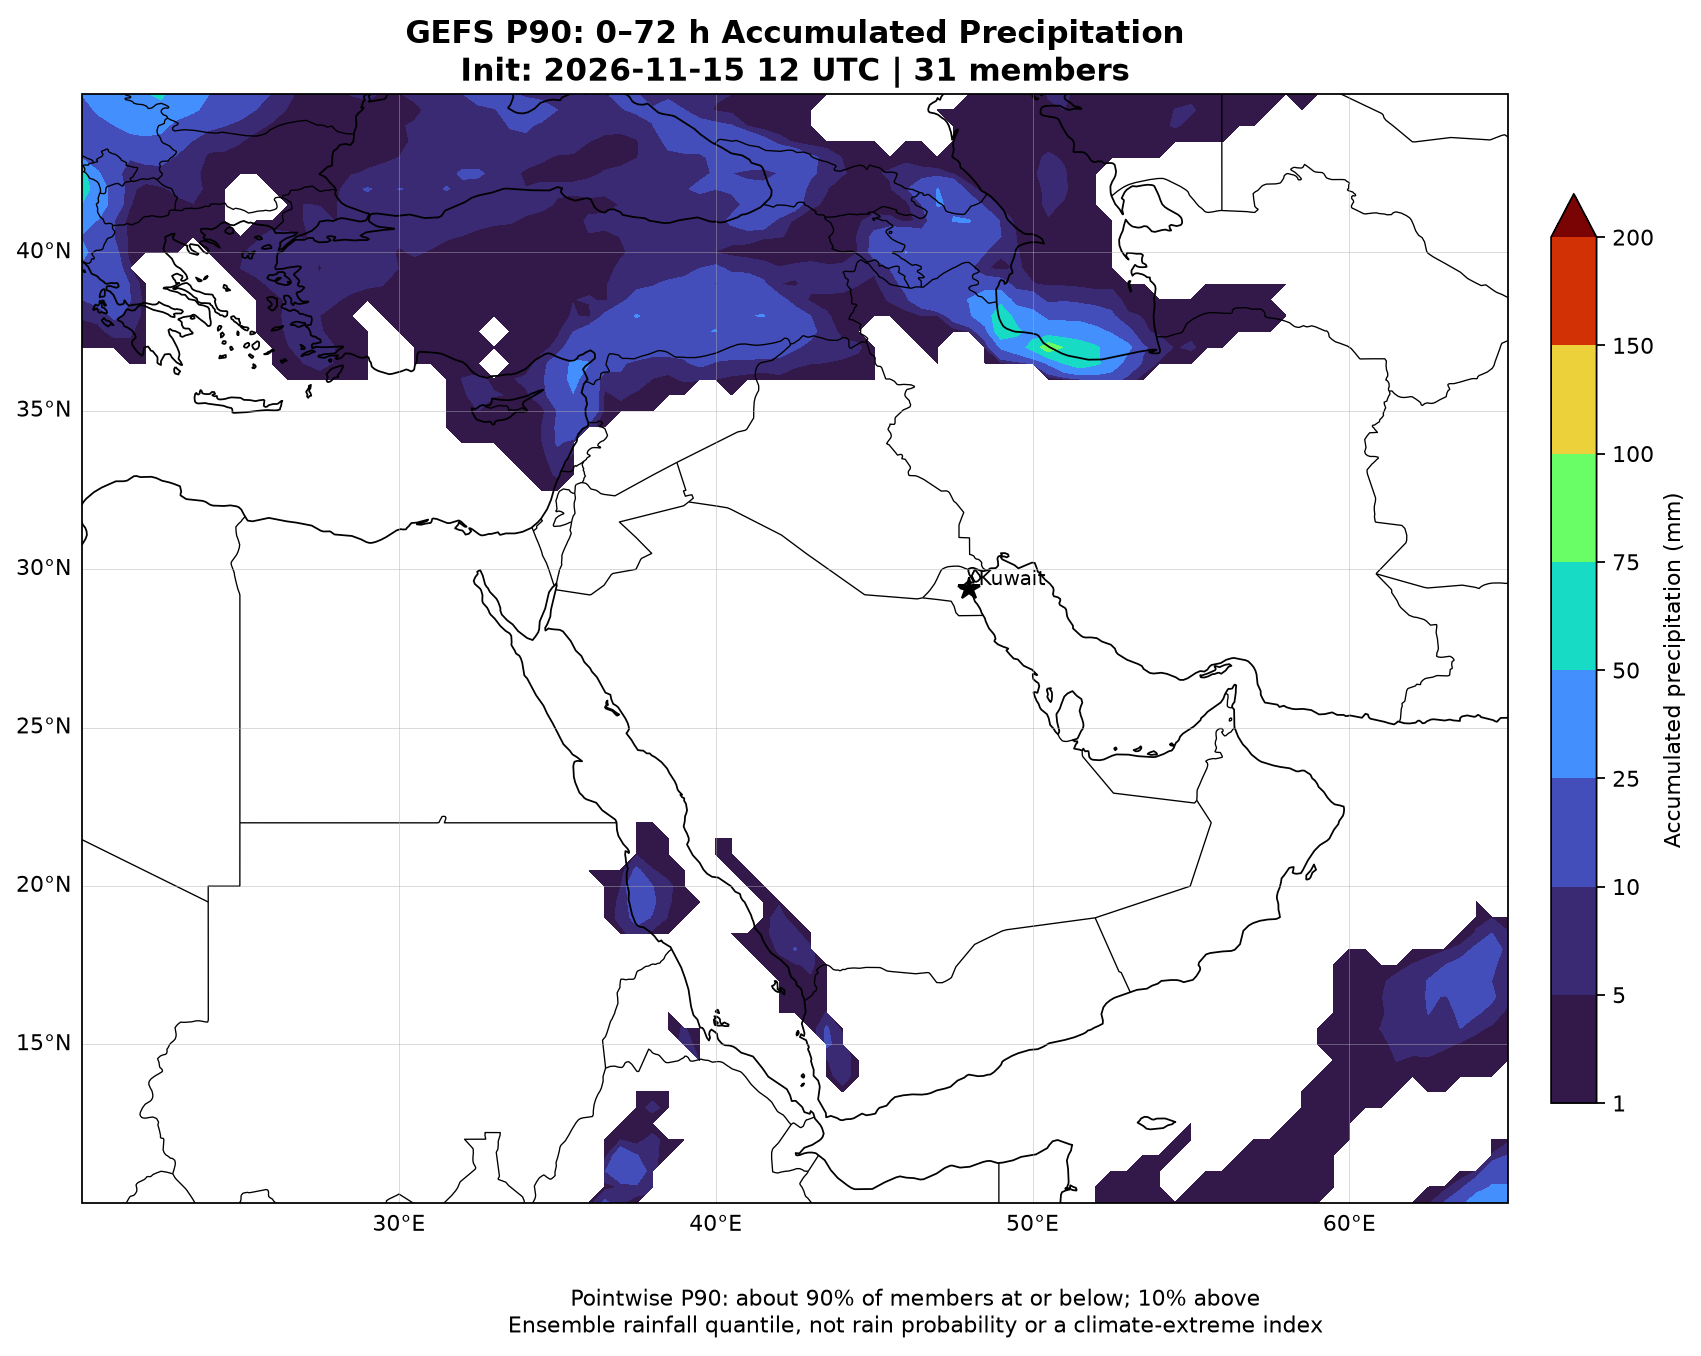 GEFS P90: 0–72 h Accumulated Precipitation
Init: 2026-11-15 12 UTC | 31 members
40°N
35°N
30°N
25°N
20°N
15°N
Kuwait
30°E
40°E
50°E
60°E
200
150
100
75
50
25
10
5
1
Accumulated precipitation (mm)
Pointwise P90: about 90% of members at or below; 10% above
Ensemble rainfall quantile, not rain probability or a climate-extreme index